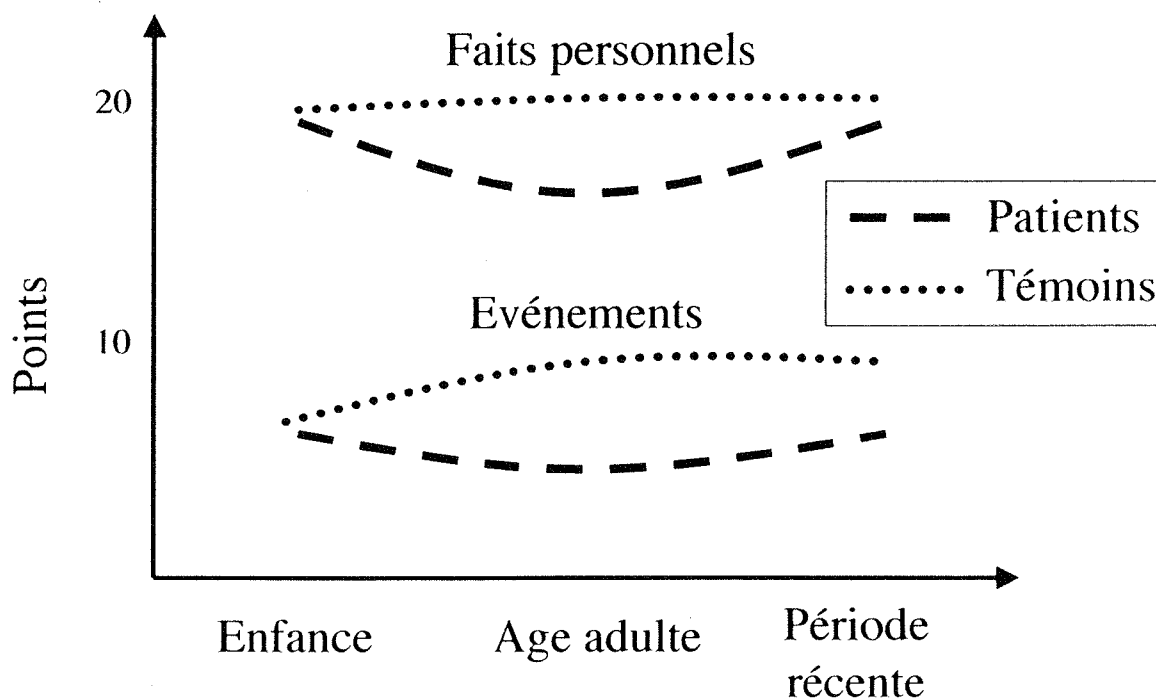 Faits personnels
20
Patients
Témoins
Evénements
10
Points
Enfance
Age adulte
Période
récente